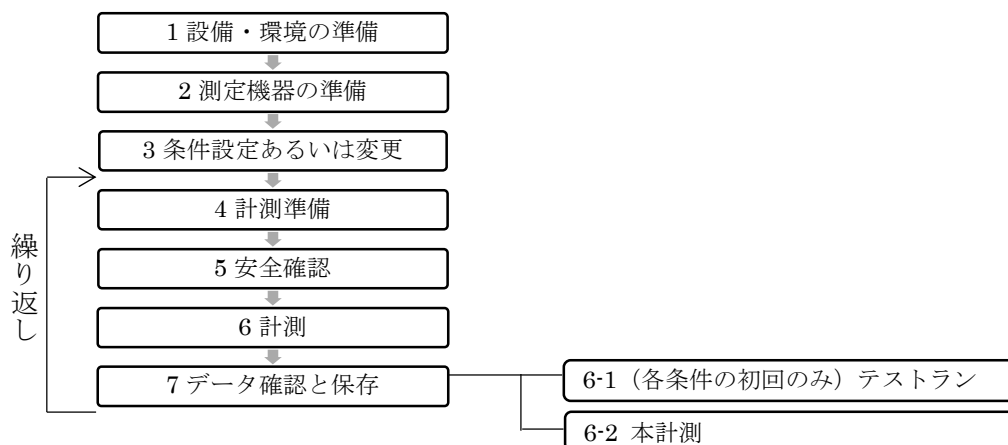 1 設備・環境の準備
2 測定機器の準備
3 条件設定あるいは変更
4 計測準備
5 安全確認
6 計測
7 データ確認と保存
繰り返し
6-1（各条件の初回のみ）テストラン
6-2 本計測